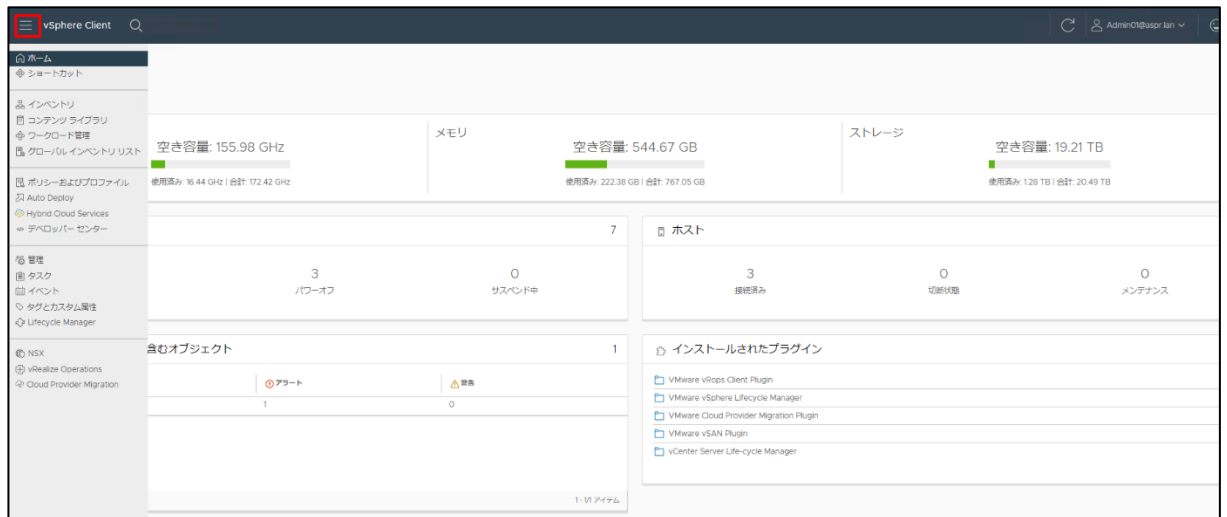 vSphere Client
Admin01@aspr.lan
ホーム
ショートカット
インベントリ
コンテンツ ライブラリ
ワークロード管理
グローバル インベントリ リスト
ポリシーおよびプロファイル
Auto Deploy
Hybrid Cloud Services
デベロッパー センター
管理
タスク
イベント
タグとカスタム属性
Lifecycle Manager
NSX
vRealize Operations
Cloud Provider Migration
空き容量: 155.98 GHz
使用済み: 16.44 GHz | 合計: 172.42 GHz
メモリ
空き容量: 544.67 GB
使用済み: 222.38 GB | 合計: 767.05 GB
ストレージ
空き容量: 19.21 TB
使用済み: 1.28 TB | 合計: 20.49 TB
7
3
パワーオフ
0
サスペンド中
ホスト
3
接続済み
0
切断状態
0
メンテナンス
含むオブジェクト
1
アラート
警告
1
0
1 - 1/1 アイテム
インストールされたプラグイン
VMware vRops Client Plugin
VMware vSphere Lifecycle Manager
VMware Cloud Provider Migration Plugin
VMware vSAN Plugin
vCenter Server Life-cycle Manager